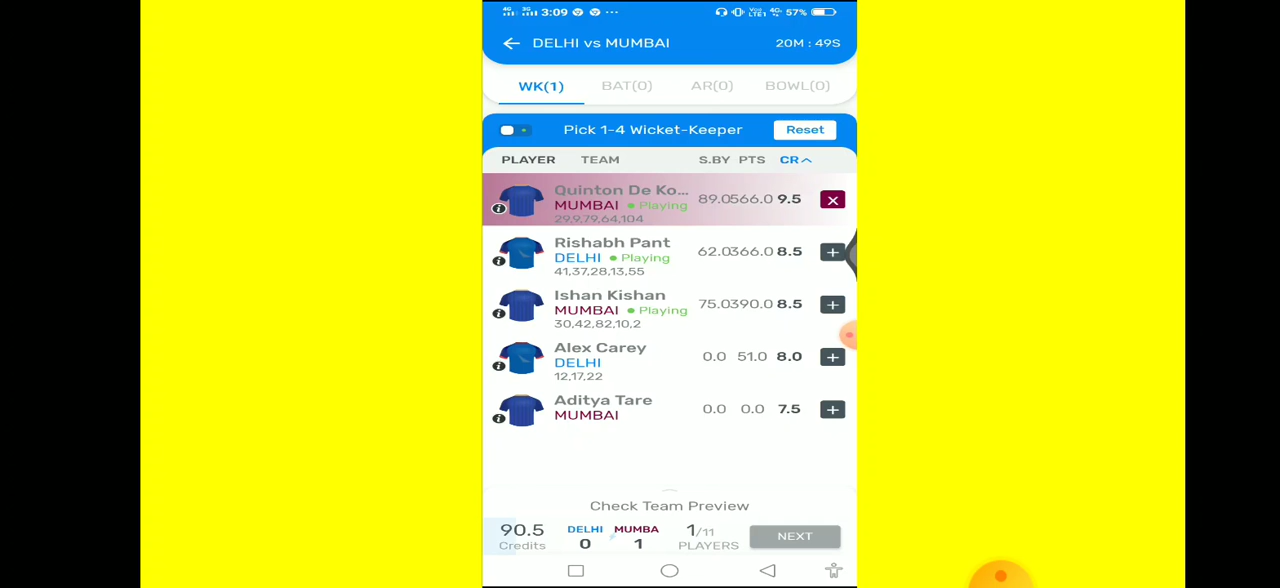 4G 3G 3:09 ... Vo) LTE1 4G 57%
DELHI vs MUMBAI 20M : 49S
WK(1) BAT(0) AR(0) BOWL(0)
Pick 1-4 Wicket-Keeper Reset
PLAYER TEAM S.BY PTS CR
Quinton De Ko... 89.0566.0 9.5
MUMBAI Playing
29,9,79,64,104
Rishabh Pant 62.0366.0 8.5
DELHI Playing
41,37,28,13,55
Ishan Kishan 75.0390.0 8.5
MUMBAI Playing
30,42,82,10,2
Alex Carey 0.0 51.0 8.0
DELHI
12,17,22
Aditya Tare 0.0 0.0 7.5
MUMBAI
Check Team Preview
90.5 DELHI MUMBA 1/11 NEXT
Credits 0 1 PLAYERS